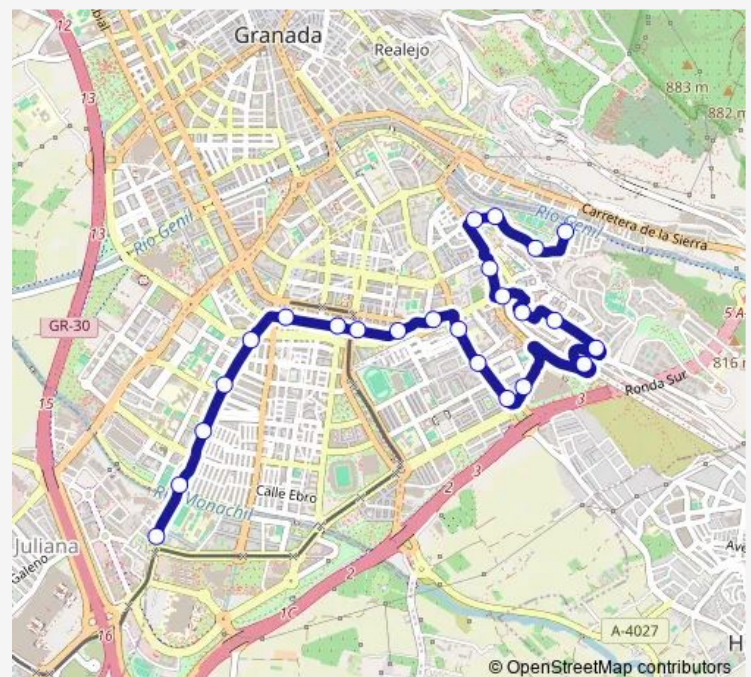 12
Granada
Realejo
13
883 m
882 m
Río Genil
Carretera de la Sierra
13
Río Genil
GR-30
5 A
816 m
Ronda Sur
15
3
3
2
Calle Ebro
Río Monachil
Juliana
Galeno
2
1C
16
A-4027
H
© OpenStreetMap contributors